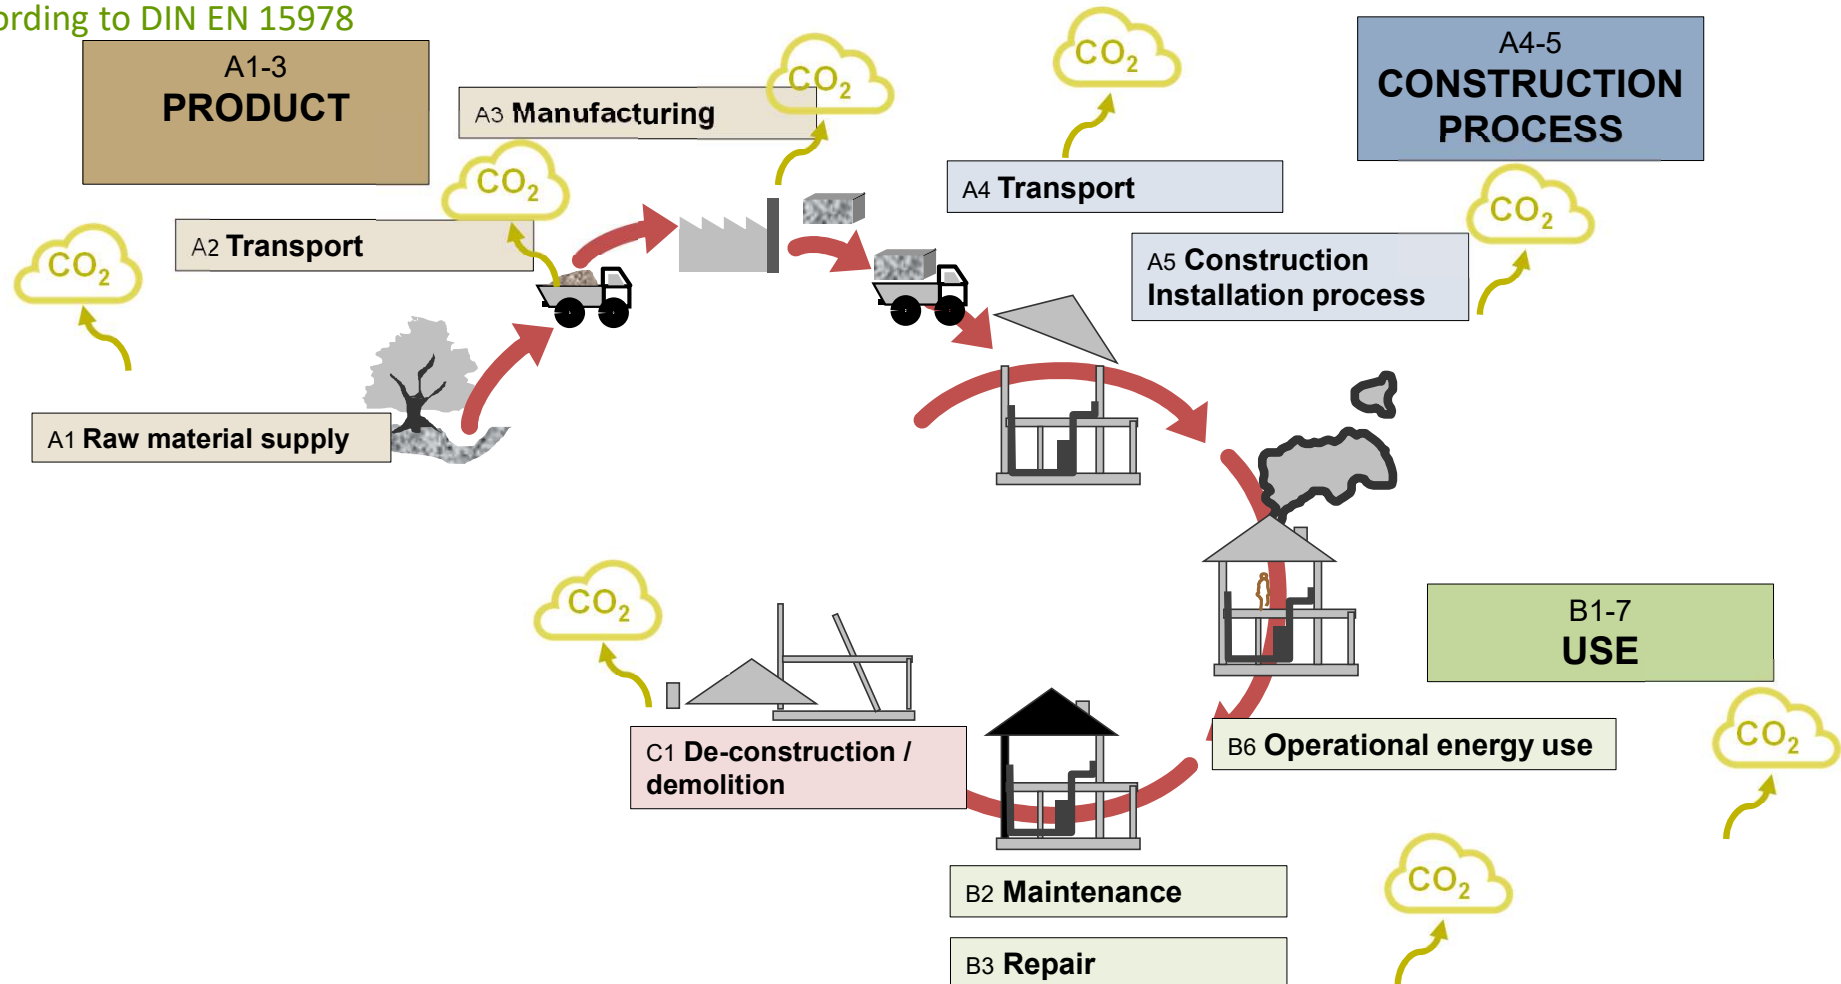 ording to DIN EN 15978
A1-3
PRODUCT
A3 Manufacturing
CO2
CO2
A4-5
CONSTRUCTION
PROCESS
CO2
A4 Transport
CO2
A2 Transport
CO2
A5 Construction
Installation process
CO2
A1 Raw material supply
CO2
B1-7
USE
C1 De-construction /
demolition
B6 Operational energy use
CO2
B2 Maintenance
CO2
B3 Repair